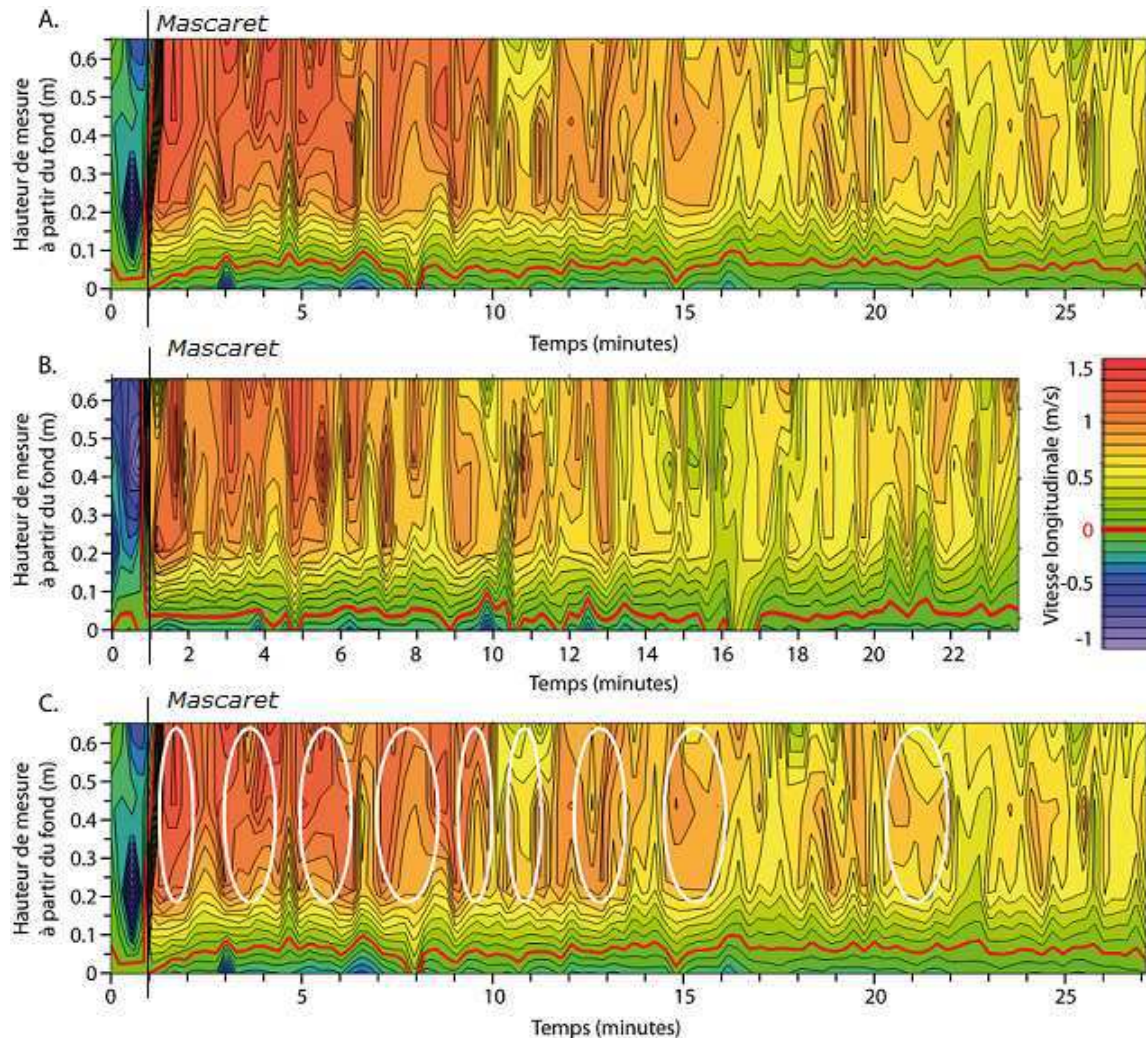 A.
Mascaret
Hauteur de mesure
à partir du fond (m)
0.6
0.5
0.4
0.3
0.2
0.1
0
0 5 10 15 20 25
Temps (minutes)
B.
Mascaret
Hauteur de mesure
à partir du fond (m)
0.6
0.5
0.4
0.3
0.2
0.1
0
0 2 4 6 8 10 12 14 16 18 20 22
Temps (minutes)
Vitesse longitudinale (m/s)
1.5
1
0.5
0
-0.5
-1
C.
Mascaret
Hauteur de mesure
à partir du fond (m)
0.6
0.5
0.4
0.3
0.2
0.1
0
0 5 10 15 20 25
Temps (minutes)